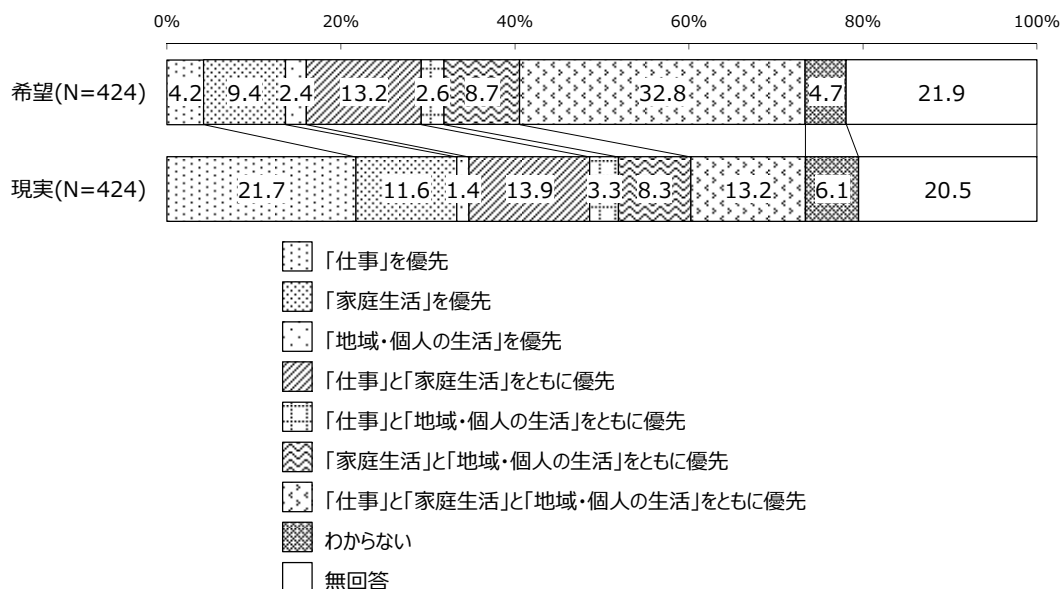 0% 20% 40% 60% 80% 100%
希望(N=424) 4.2 9.4 2.4 13.2 2.6 8.7 32.8 4.7 21.9
現実(N=424) 21.7 11.6 1.4 13.9 3.3 8.3 13.2 6.1 20.5
「仕事」を優先
「家庭生活」を優先
「地域・個人の生活」を優先
「仕事」と「家庭生活」をともに優先
「仕事」と「地域・個人の生活」をともに優先
「家庭生活」と「地域・個人の生活」をともに優先
「仕事」と「家庭生活」と「地域・個人の生活」をともに優先
わからない
無回答